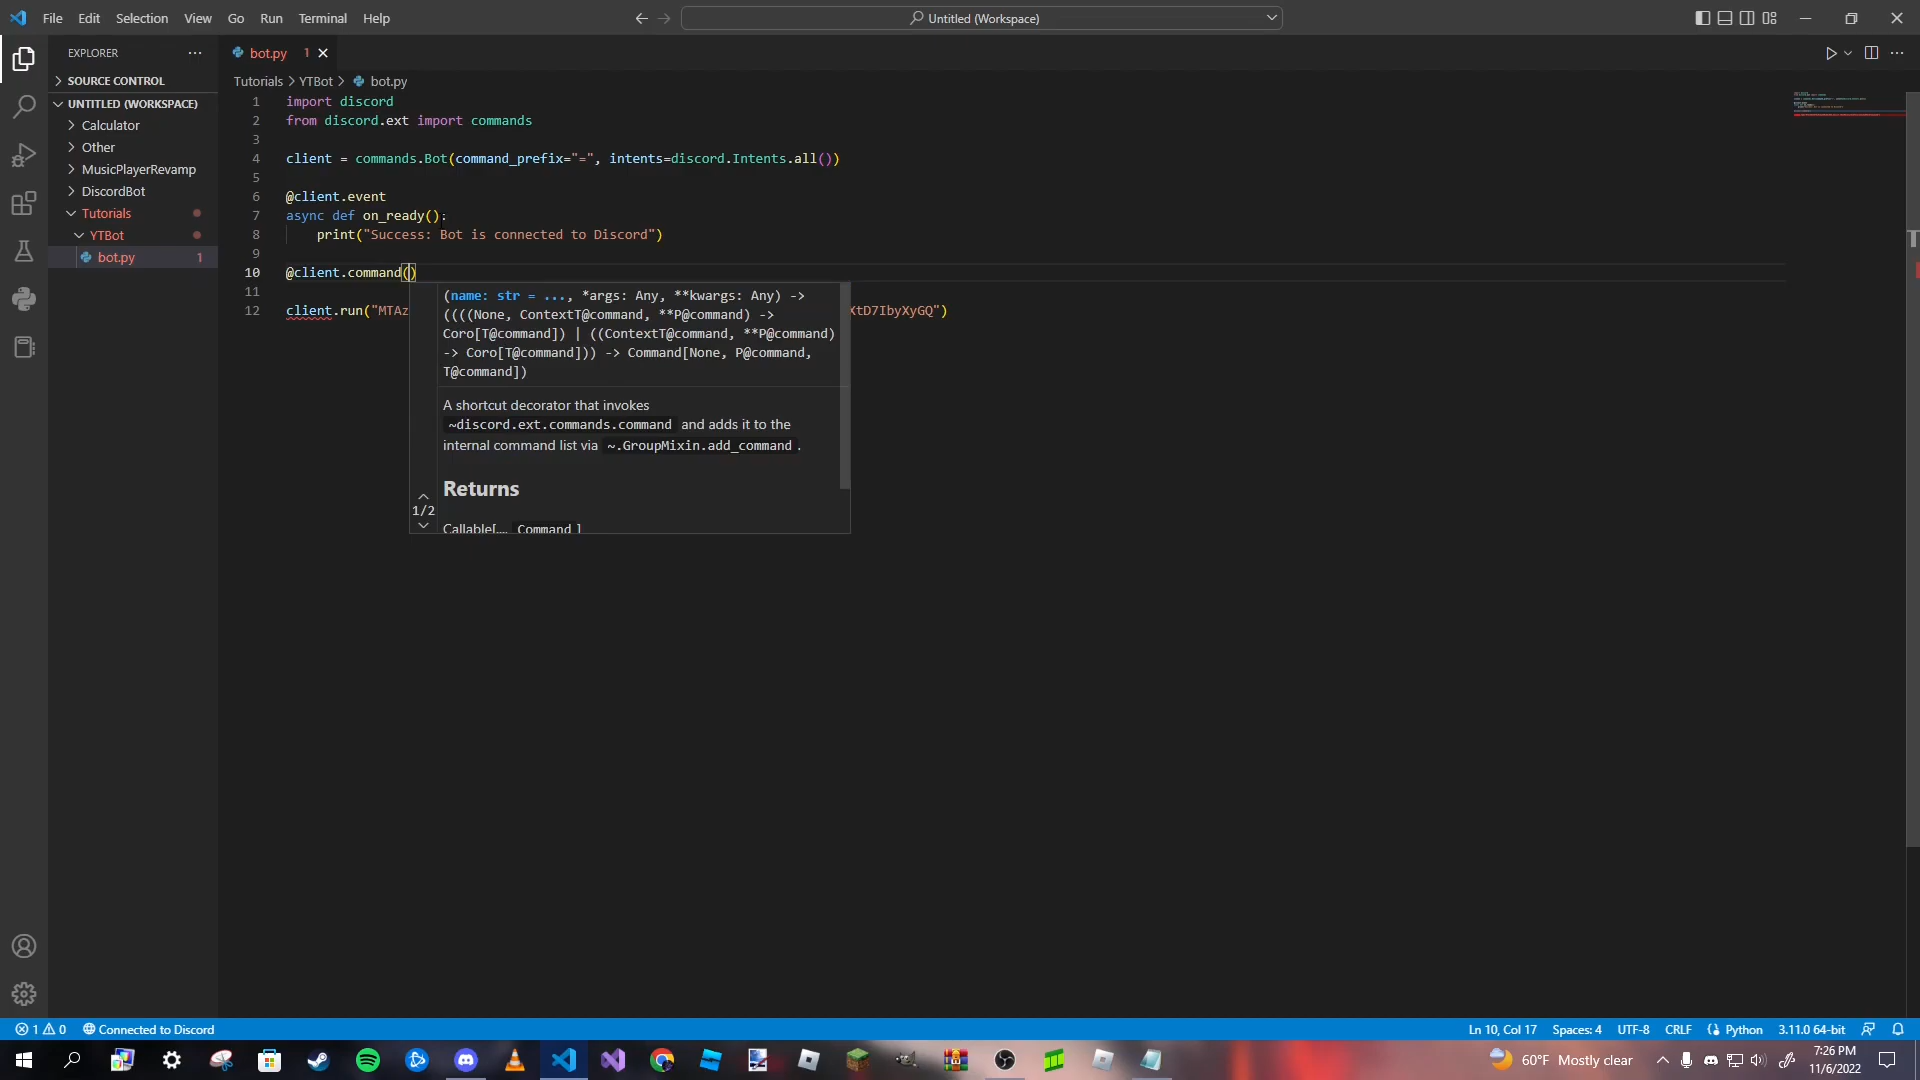 File Edit Selection View Go Run Terminal Help
Untitled (Workspace)
EXPLORER
bot.py 1
SOURCE CONTROL
Tutorials > YTBot > bot.py
UNTITLED (WORKSPACE)
Calculator
Other
MusicPlayerRevamp
DiscordBot
Tutorials
YTBot
bot.py 1
1 import discord
2 from discord.ext import commands
3
4 client = commands.Bot(command_prefix="=", intents=discord.Intents.all())
5
6 @client.event
7 async def on_ready():
8 print("Success: Bot is connected to Discord")
9
10 @client.command()
11
12 client.run("MTAz XtD7IbyXyGQ")
(name: str = ..., *args: Any, **kwargs: Any) ->
((((None, ContextT@command, **P@command) ->
Coro[T@command]) | ((ContextT@command, **P@command)
-> Coro[T@command])) -> Command[None, P@command,
T@command])
A shortcut decorator that invokes
~discord.ext.commands.command and adds it to the
internal command list via ~.GroupMixin.add_command .
Returns
1/2
Callable[..., Command ]
1 0 Connected to Discord
Ln 10, Col 17 Spaces: 4 UTF-8 CRLF Python 3.11.0 64-bit
60°F Mostly clear
7:26 PM
11/6/2022